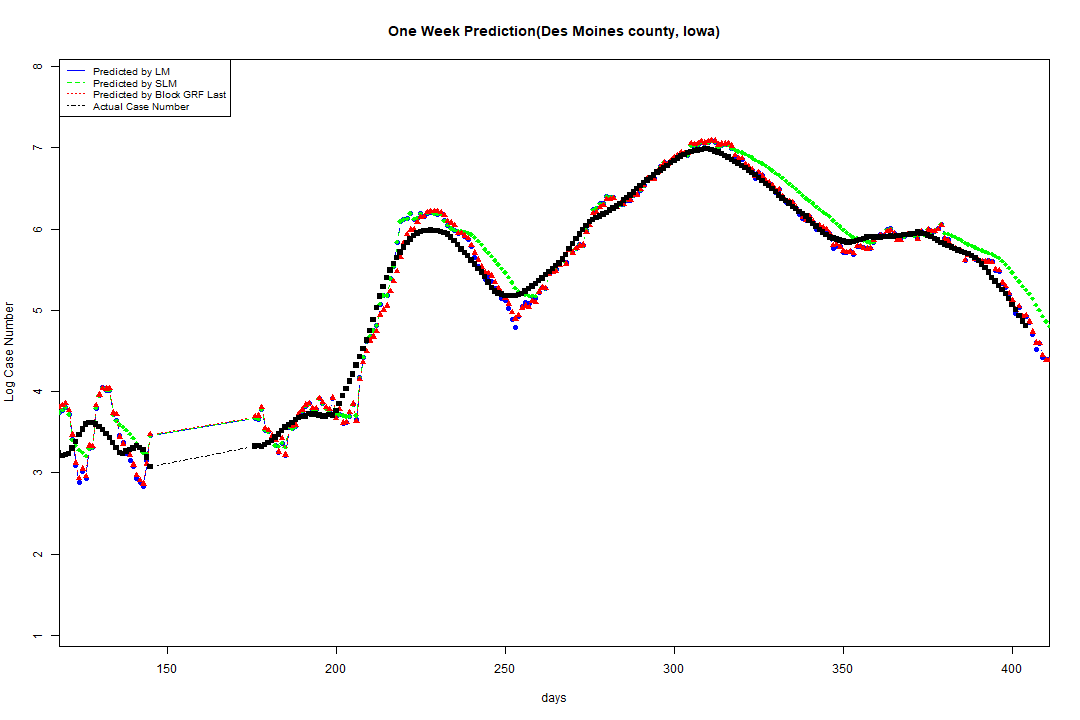 One Week Prediction(Des Moines county, Iowa)
Predicted by LM
Predicted by SLM
Predicted by Block GRF Last
Actual Case Number
8
7
6
5
4
3
2
1
Log Case Number
150 200 250 300 350 400
days